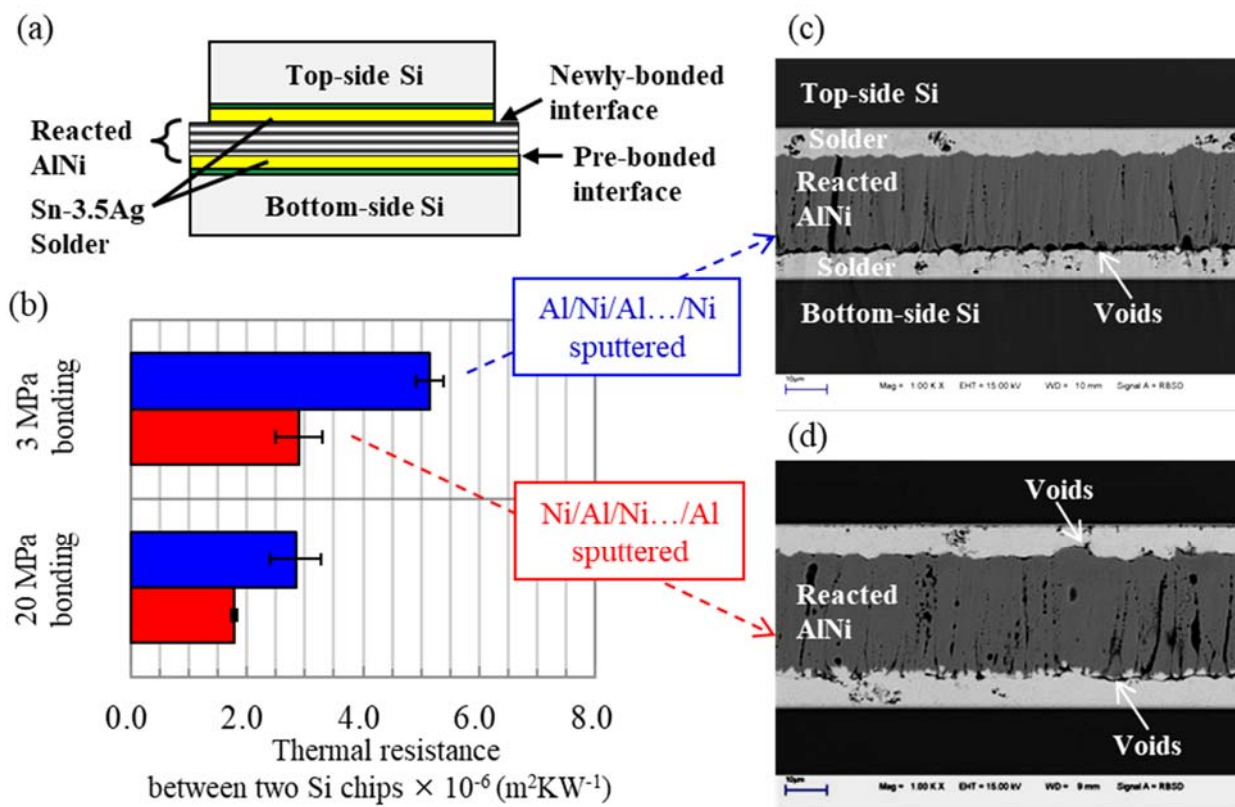 (a)
Top-side Si
Newly-bonded
interface
Reacted
AlNi
Pre-bonded
interface
Sn-3.5Ag
Solder
Bottom-side Si
(b)
3 MPa
bonding
20 MPa
bonding
0.0 2.0 4.0 6.0 8.0
Thermal resistance
between two Si chips × 10⁻⁶ (m²KW⁻¹)
Al/Ni/Al…/Ni
sputtered
Ni/Al/Ni…/Al
sputtered
(c)
Top-side Si
Solder
Reacted
AlNi
Solder
Voids
Bottom-side Si
10µm
Mag = 1.00 K X EHT = 15.00 kV WD = 10 mm Signal A = RBSD
(d)
Voids
Reacted
AlNi
Voids
10µm
Mag = 1.00 K X EHT = 15.00 kV WD = 9 mm Signal A = RBSD